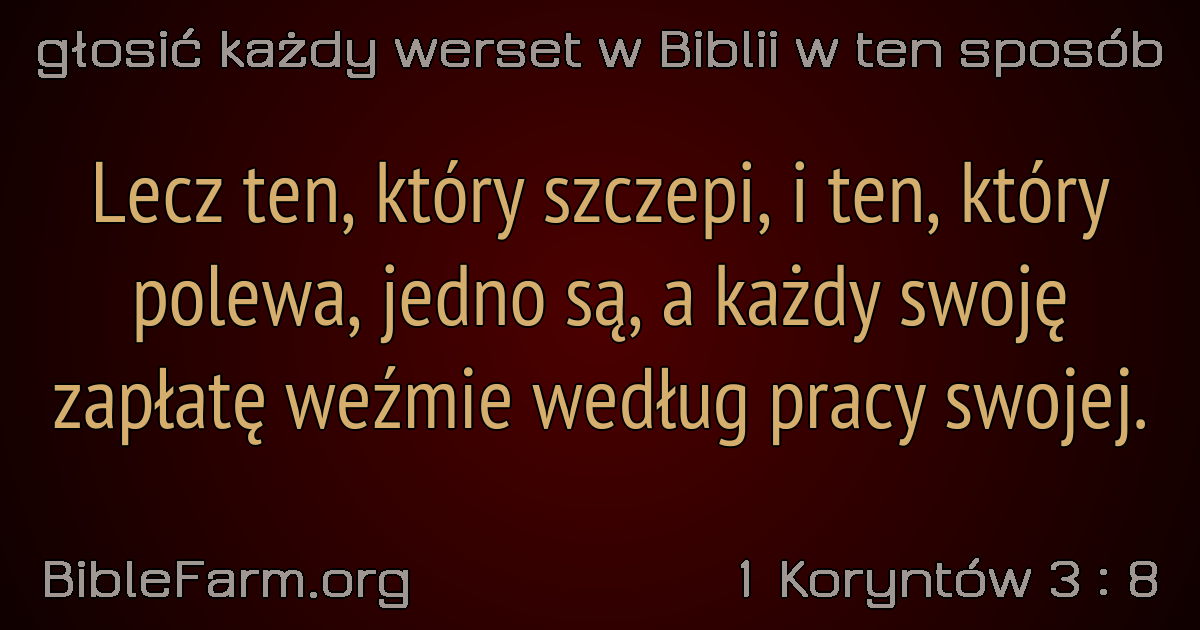 głosić każdy werset w Biblii w ten sposób
Lecz ten, który szczepi, i ten, który
polewa, jedno są, a każdy swoję
zapłatę weźmie według pracy swojej.
BibleFarm.org
1 Koryntów 3 : 8